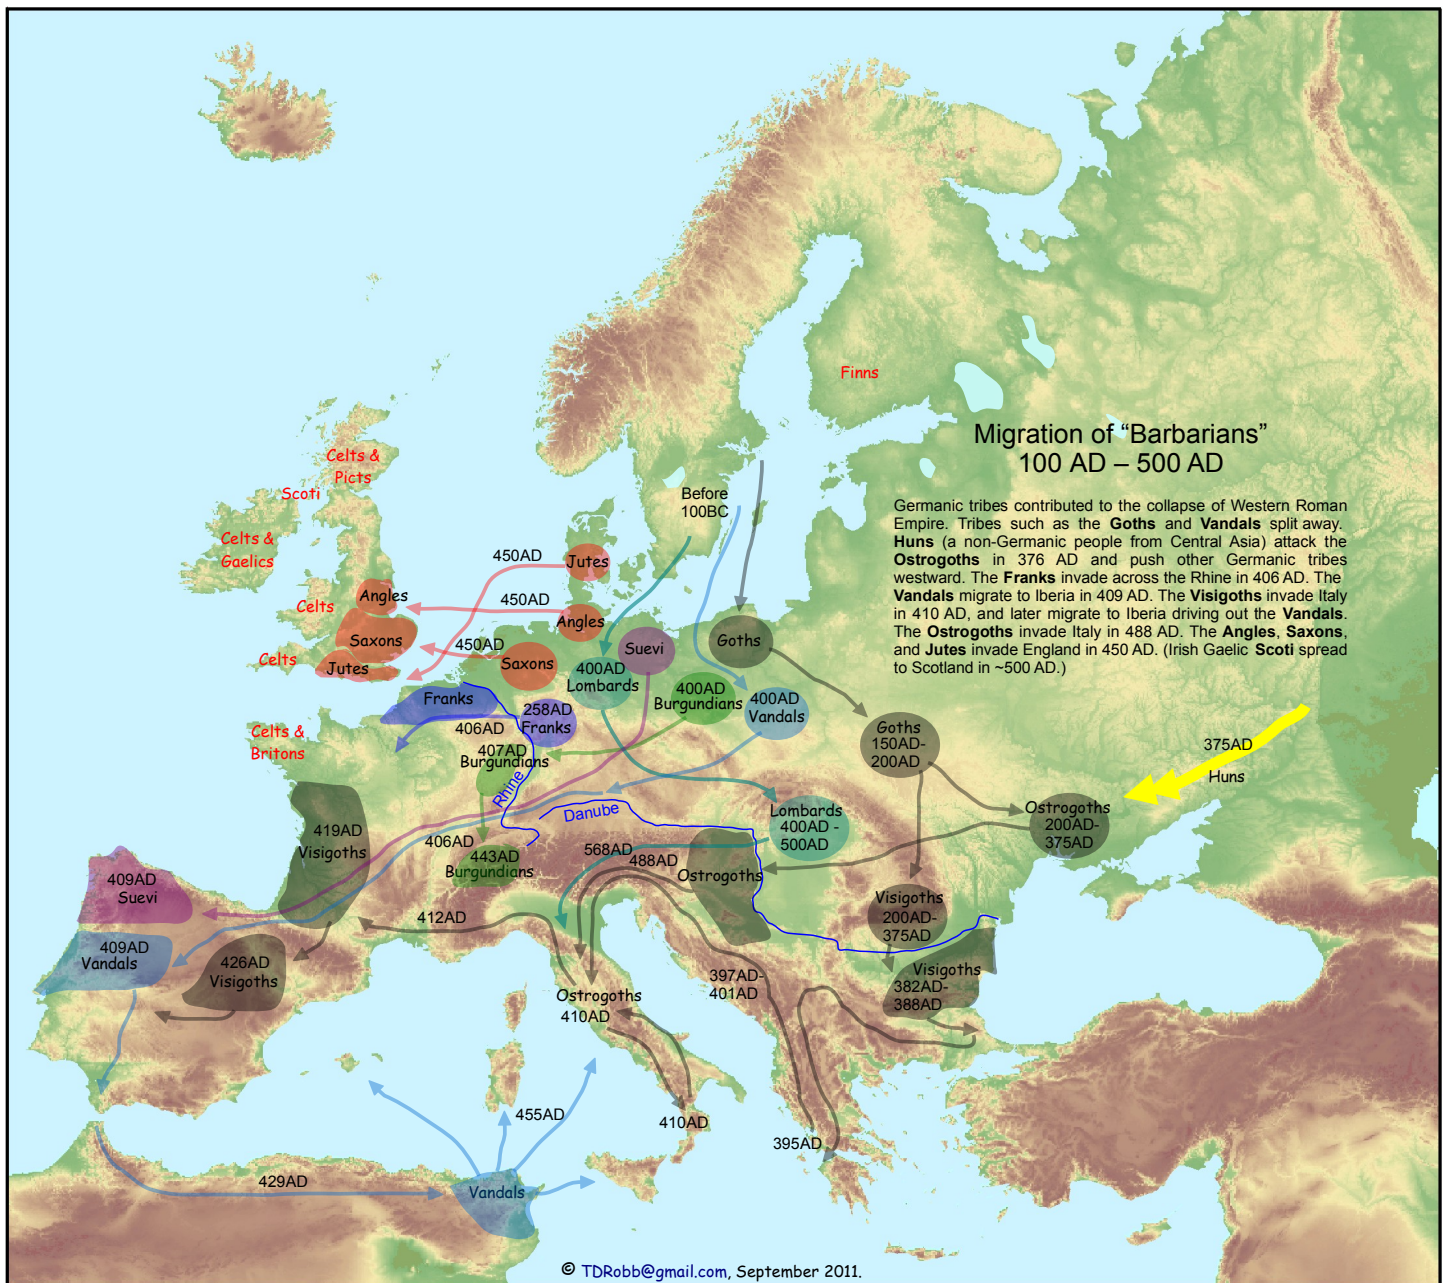 Migration of “Barbarians”
100 AD – 500 AD
Germanic tribes contributed to the collapse of Western Roman
Empire. Tribes such as the Goths and Vandals split away.
Huns (a non-Germanic people from Central Asia) attack the
Ostrogoths in 376 AD and push other Germanic tribes
westward. The Franks invade across the Rhine in 406 AD. The
Vandals migrate to Iberia in 409 AD. The Visigoths invade Italy
in 410 AD, and later migrate to Iberia driving out the Vandals.
The Ostrogoths invade Italy in 488 AD. The Angles, Saxons,
and Jutes invade England in 450 AD. (Irish Gaelic Scoti spread
to Scotland in ~500 AD.)
Finns
Celts &
Picts
Scoti
Celts &
Gaelics
Celts
Celts
Celts &
Britons
Before
100BC
450AD
Jutes
Angles
450AD
Angles
Saxons
450AD
Saxons
Jutes
Suevi
Goths
400AD
Lombards
400AD
Burgundians
400AD
Vandals
Franks
258AD
Franks
406AD
407AD
Burgundians
Rhine
Danube
Goths
150AD-
200AD
375AD
Huns
Ostrogoths
200AD-
375AD
Lombards
400AD -
500AD
419AD
Visigoths
406AD
443AD
Burgundians
568AD
488AD
Ostrogoths
409AD
Suevi
Visigoths
200AD-
375AD
412AD
409AD
Vandals
426AD
Visigoths
Visigoths
382AD-
388AD
397AD-
401AD
Ostrogoths
410AD
455AD
410AD
395AD
429AD
Vandals
© TDRobb@gmail.com, September 2011.